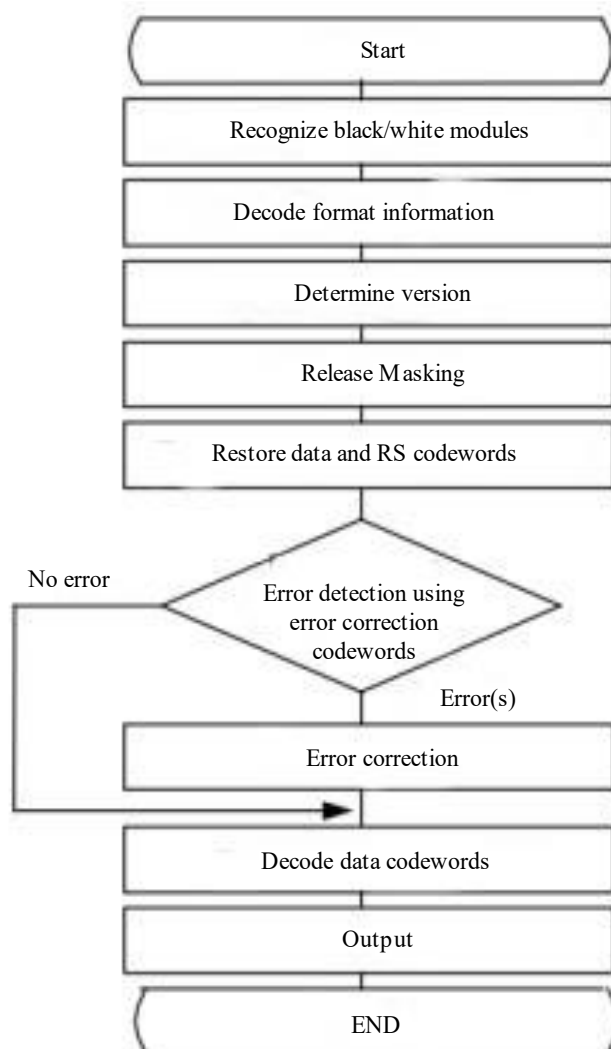 Start
Recognize black/white modules
Decode format information
Determine version
Release Masking
Restore data and RS codewords
No error
Error detection using
error correction
codewords
Error(s)
Error correction
Decode data codewords
Output
END